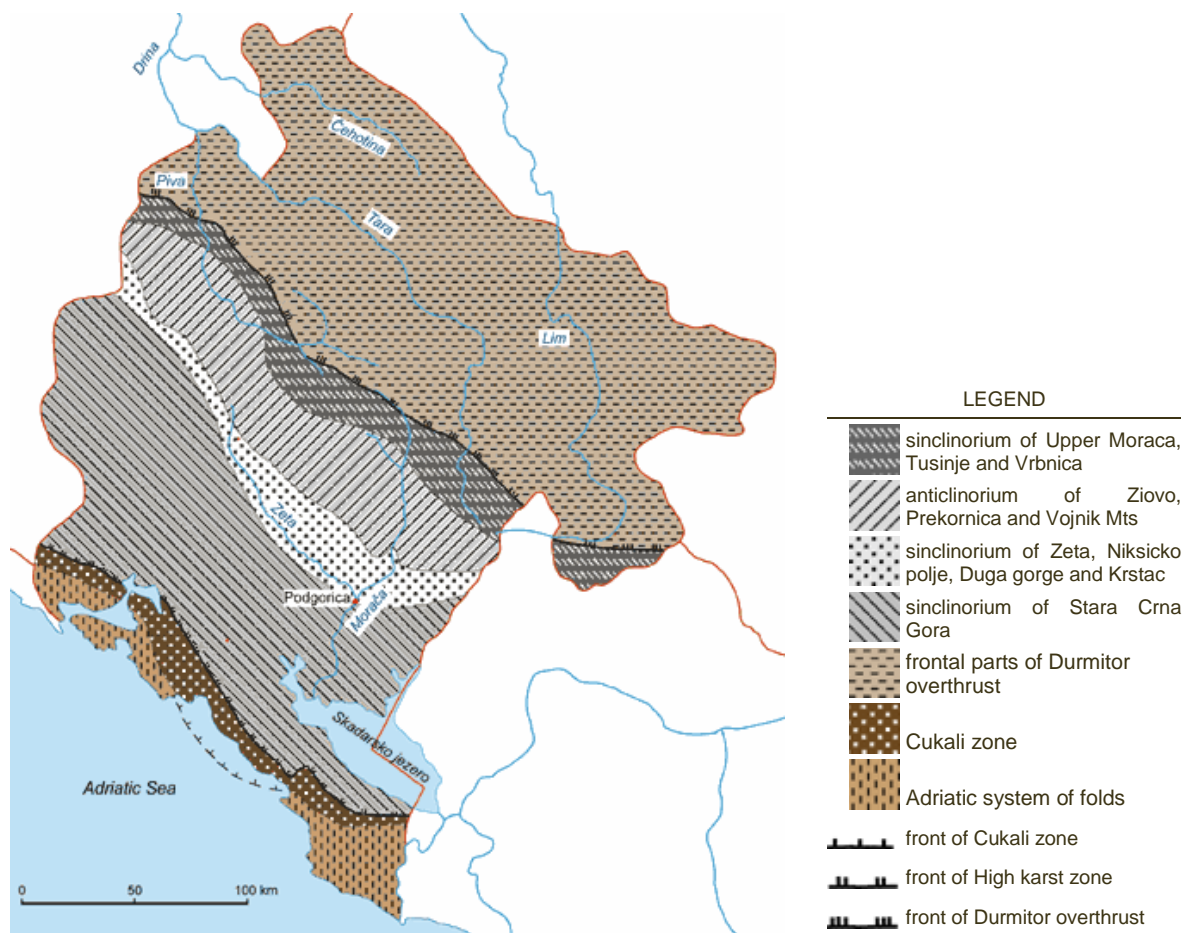 Drina
Čehotina
Piva
Tara
Lim
Zeta
Podgorica
Morača
Skadarsko jezero
Adriatic Sea
0 50 100 km
LEGEND
sinclinorium of Upper Moraca,
Tusinje and Vrbnica
anticlinorium of Ziovo,
Prekornica and Vojnik Mts
sinclinorium of Zeta, Niksicko
polje, Duga gorge and Krstac
sinclinorium of Stara Crna
Gora
frontal parts of Durmitor
overthrust
Cukali zone
Adriatic system of folds
front of Cukali zone
front of High karst zone
front of Durmitor overthrust